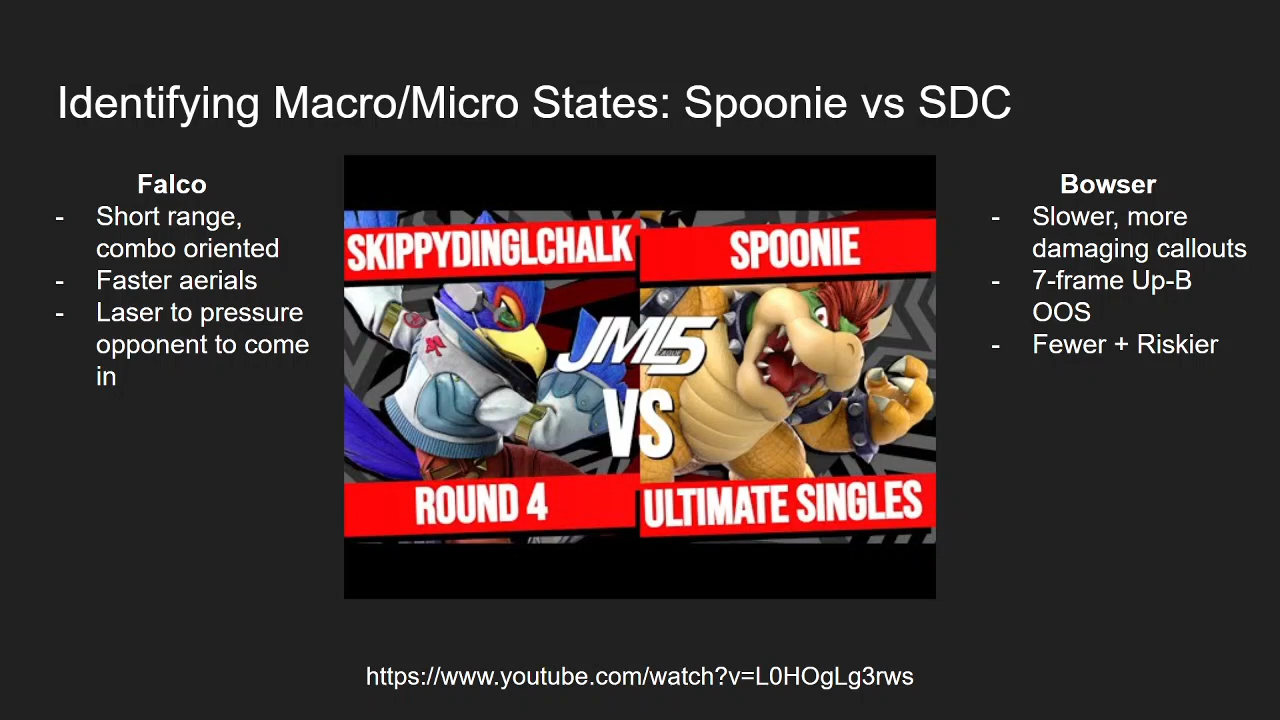 Identifying Macro/Micro States: Spoonie vs SDC
Falco
- Short range,
combo oriented
- Faster aerials
- Laser to pressure
opponent to come
in
SKIPPYDINGLCHALK
SPOONIE
JML5
VS
ROUND 4
ULTIMATE SINGLES
Bowser
- Slower, more
damaging callouts
- 7-frame Up-B
OOS
- Fewer + Riskier
https://www.youtube.com/watch?v=L0HOgLg3rws